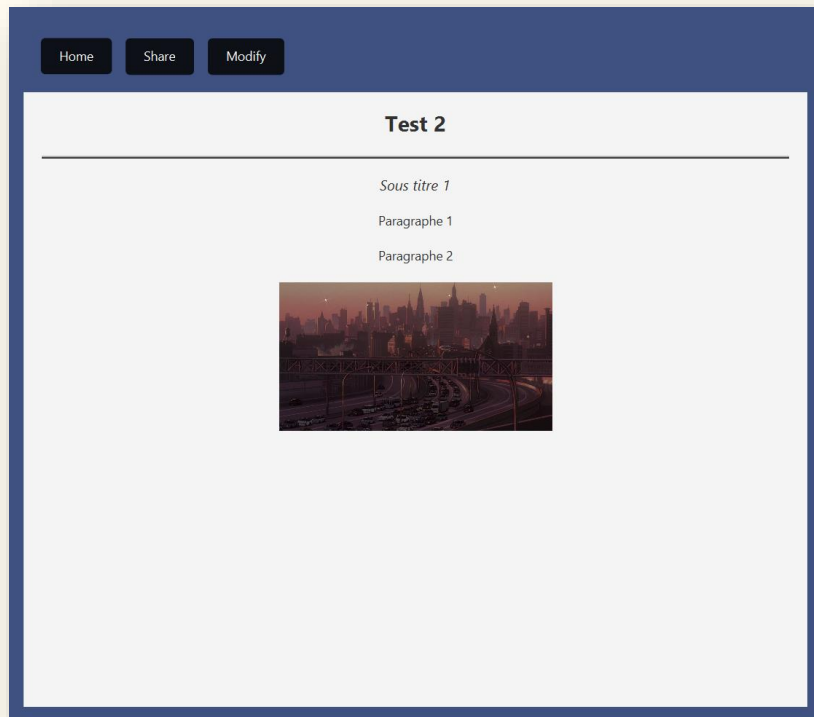 Home Share Modify
Test 2
Sous titre 1
Paragraphe 1
Paragraphe 2